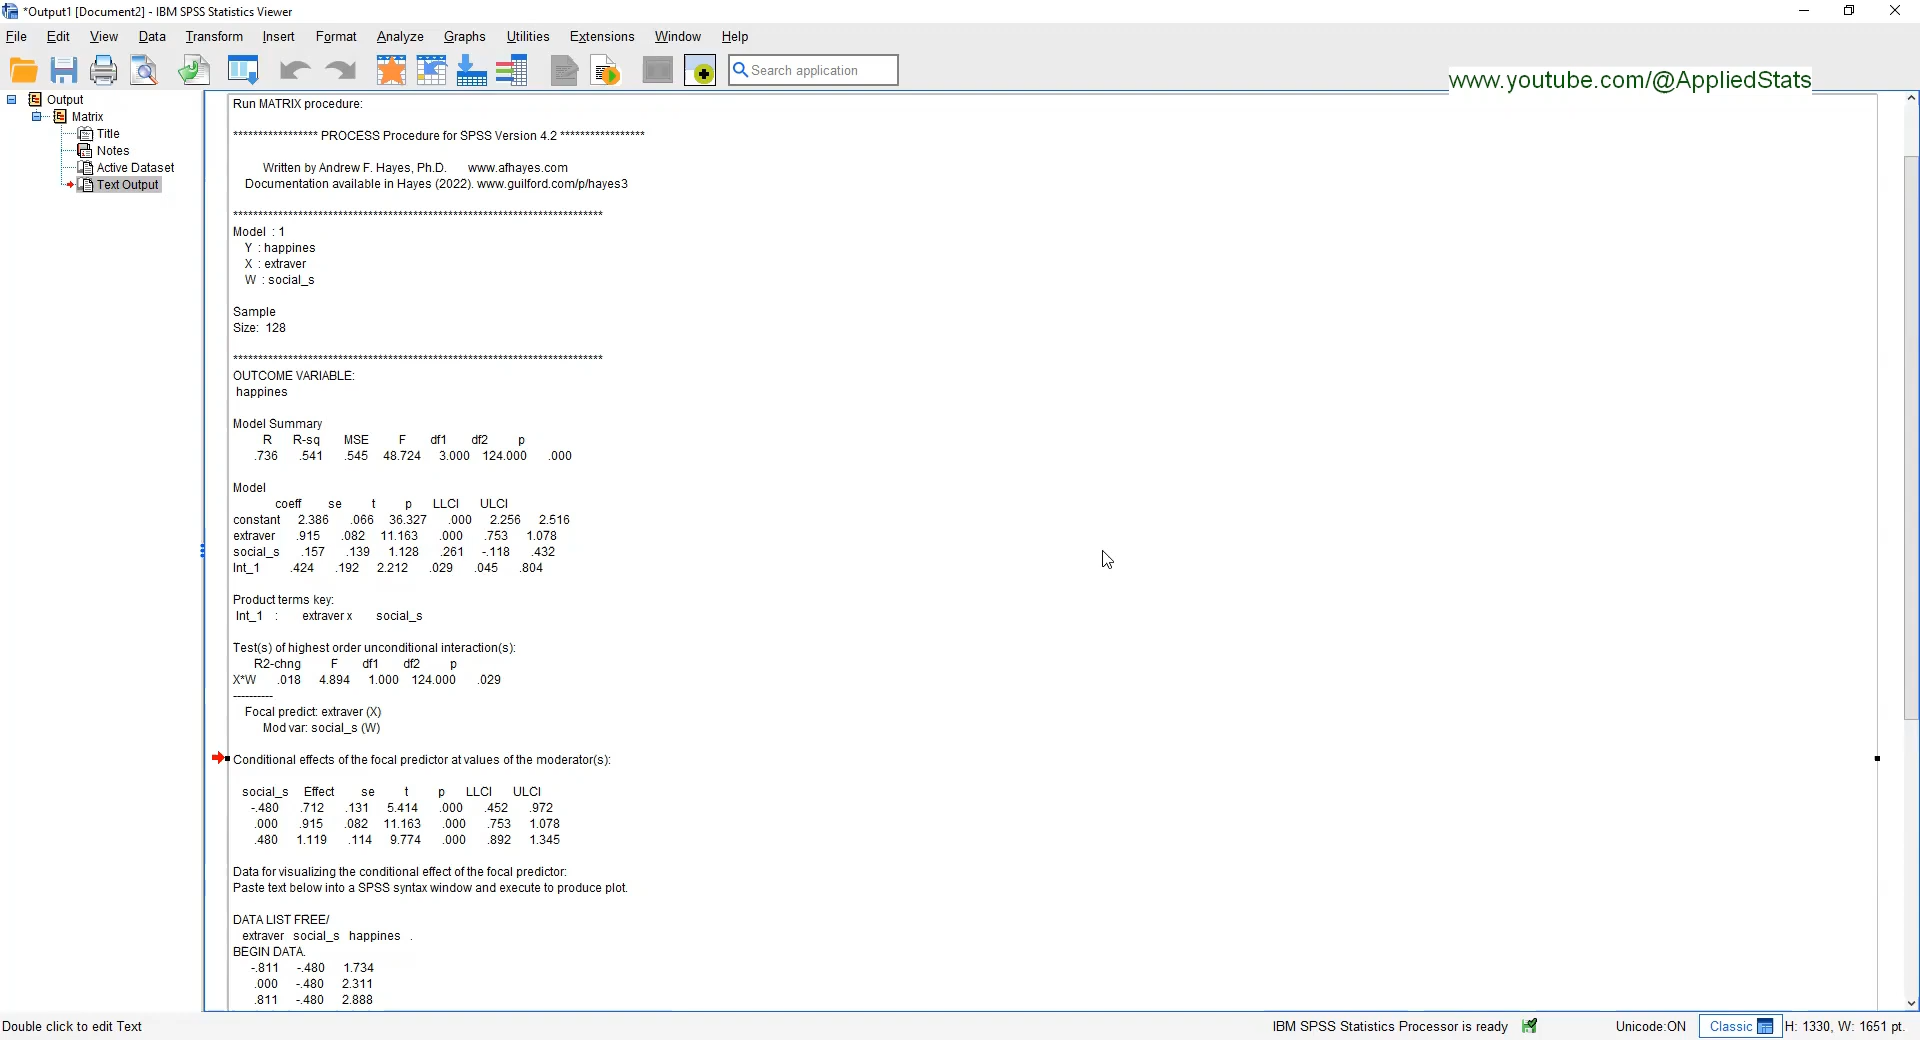 *Output1 [Document2] - IBM SPSS Statistics Viewer
File Edit View Data Transform Insert Format Analyze Graphs Utilities Extensions Window Help
Search application
www.youtube.com/@AppliedStats
Output
Matrix
Title
Notes
Active Dataset
Text Output
Run MATRIX procedure:
**************** PROCESS Procedure for SPSS Version 4.2 ****************
Written by Andrew F. Hayes, Ph.D. www.afhayes.com
Documentation available in Hayes (2022). www.guilford.com/p/hayes3
**************************************************************************
Model : 1
Y : happines
X : extraver
W : social_s
Sample
Size: 128
**************************************************************************
OUTCOME VARIABLE:
happines
Model Summary
R R-sq MSE F df1 df2 p
.736 .541 .545 48.724 3.000 124.000 .000
Model
coeff se t p LLCI ULCI
constant 2.386 .066 36.327 .000 2.256 2.516
extraver .915 .082 11.163 .000 .753 1.078
social_s .157 .139 1.128 .261 -.118 .432
Int_1 .424 .192 2.212 .029 .045 .804
Product terms key:
Int_1 : extraver x social_s
Test(s) of highest order unconditional interaction(s):
R2-chng F df1 df2 p
X*W .018 4.894 1.000 124.000 .029
----------
Focal predict: extraver (X)
Mod var: social_s (W)
Conditional effects of the focal predictor at values of the moderator(s):
social_s Effect se t p LLCI ULCI
-.480 .712 .131 5.414 .000 .452 .972
.000 .915 .082 11.163 .000 .753 1.078
.480 1.119 .114 9.774 .000 .892 1.345
Data for visualizing the conditional effect of the focal predictor:
Paste text below into a SPSS syntax window and execute to produce plot.
DATA LIST FREE/
extraver social_s happines .
BEGIN DATA.
-.811 -.480 1.734
.000 -.480 2.311
.811 -.480 2.888
Double click to edit Text
IBM SPSS Statistics Processor is ready
Unicode:ON
Classic
H: 1330, W: 1651 pt.